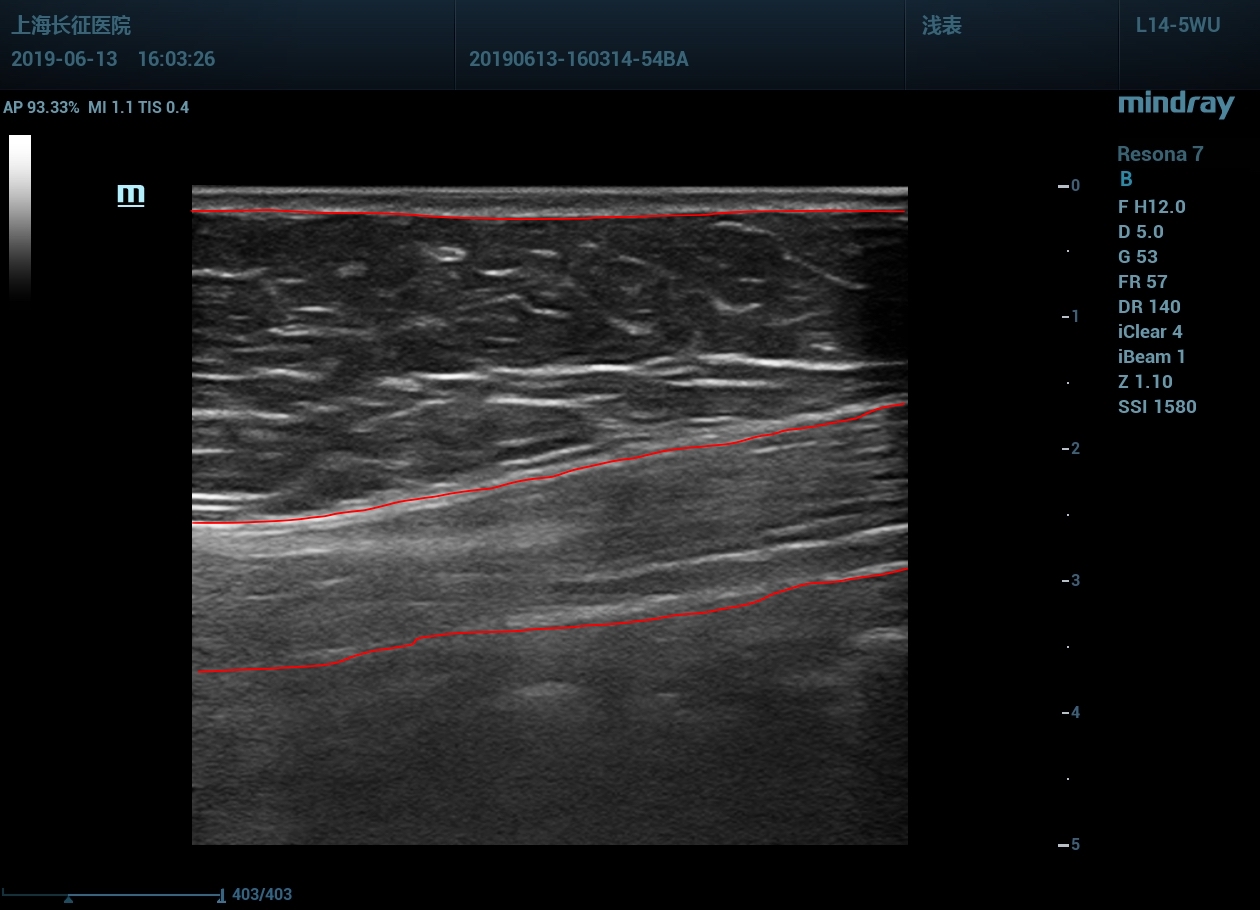 上海长征医院
浅表
L14-5WU
2019-06-13 16:03:26
20190613-160314-54BA
AP 93.33% MI 1.1 TIS 0.4
mindray
m
Resona 7
B
F H12.0
D 5.0
G 53
FR 57
DR 140
iClear 4
iBeam 1
Z 1.10
SSI 1580
0
1
2
3
4
5
403/403